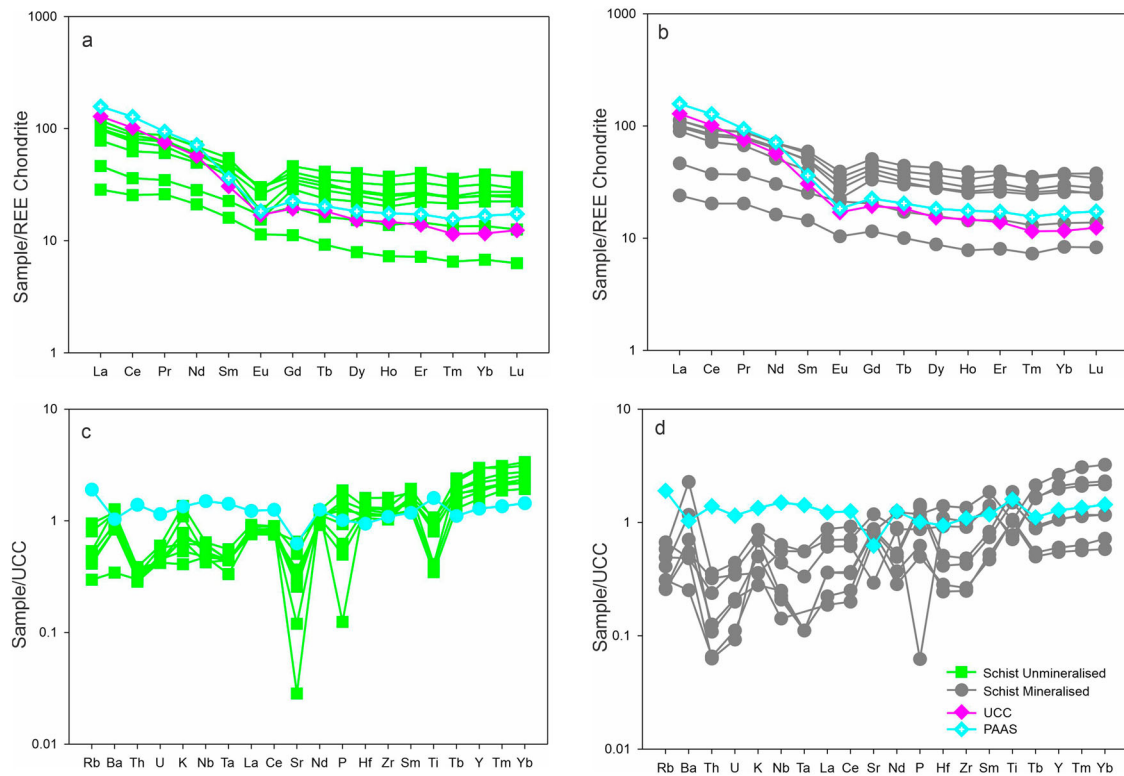 a
1000
100
10
1
Sample/REE Chondrite
La Ce Pr Nd Sm Eu Gd Tb Dy Ho Er Tm Yb Lu
b
1000
100
10
1
Sample/REE Chondrite
La Ce Pr Nd Sm Eu Gd Tb Dy Ho Er Tm Yb Lu
c
10
1
0.1
0.01
Sample/UCC
Rb Ba Th U K Nb Ta La Ce Sr Nd P Hf Zr Sm Ti Tb Y Tm Yb
d
10
1
0.1
0.01
Sample/UCC
Schist Unmineralised
Schist Mineralised
UCC
PAAS
Rb Ba Th U K Nb Ta La Ce Sr Nd P Hf Zr Sm Ti Tb Y Tm Yb